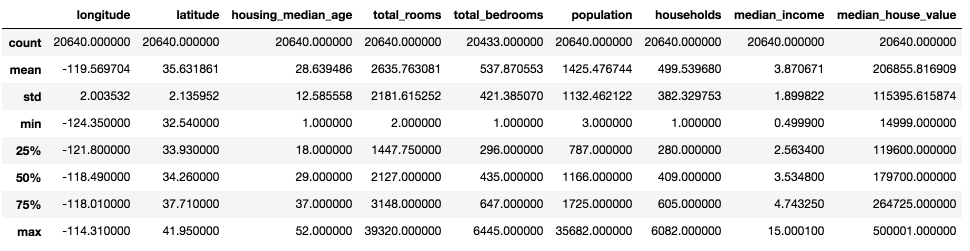 longitude latitude housing_median_age total_rooms total_bedrooms population households median_income median_house_value
count 20640.000000 20640.000000 20640.000000 20640.000000 20433.000000 20640.000000 20640.000000 20640.000000 20640.000000
mean -119.569704 35.631861 28.639486 2635.763081 537.870553 1425.476744 499.539680 3.870671 206855.816909
std 2.003532 2.135952 12.585558 2181.615252 421.385070 1132.462122 382.329753 1.899822 115395.615874
min -124.350000 32.540000 1.000000 2.000000 1.000000 3.000000 1.000000 0.499900 14999.000000
25% -121.800000 33.930000 18.000000 1447.750000 296.000000 787.000000 280.000000 2.563400 119600.000000
50% -118.490000 34.260000 29.000000 2127.000000 435.000000 1166.000000 409.000000 3.534800 179700.000000
75% -118.010000 37.710000 37.000000 3148.000000 647.000000 1725.000000 605.000000 4.743250 264725.000000
max -114.310000 41.950000 52.000000 39320.000000 6445.000000 35682.000000 6082.000000 15.000100 500001.000000